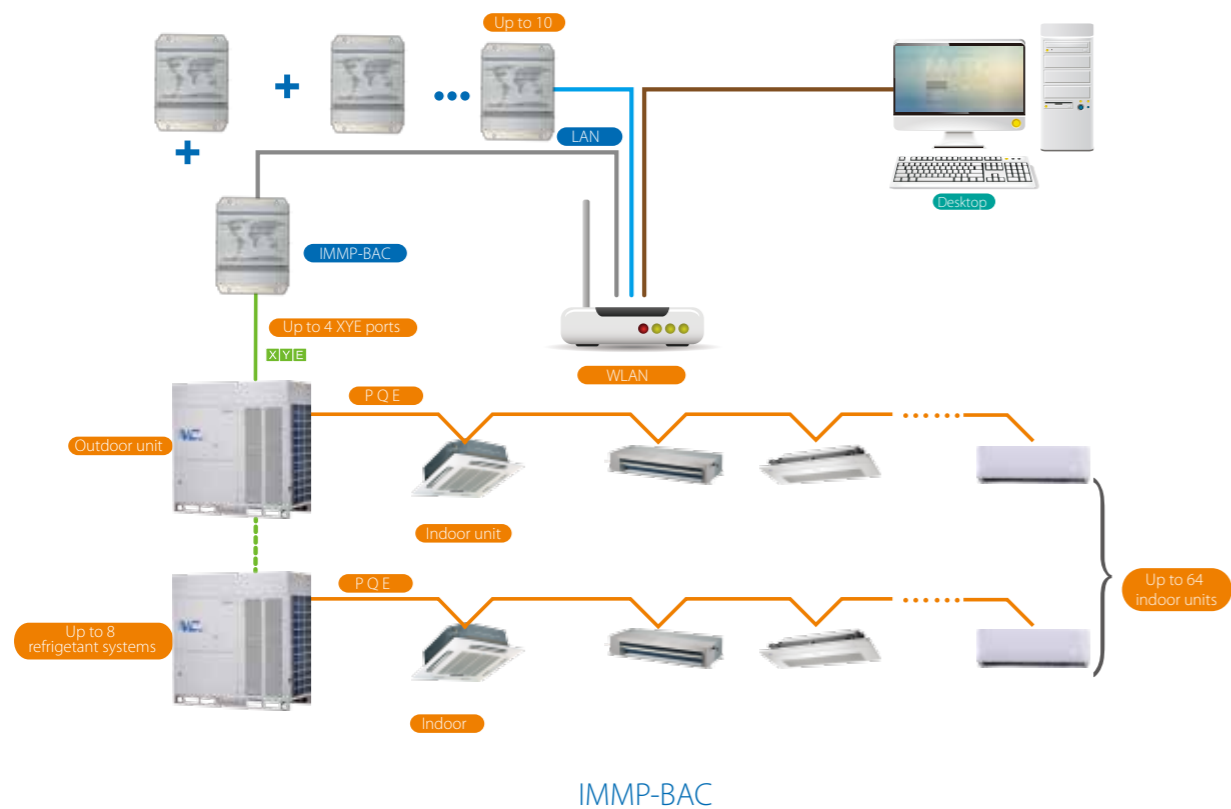 Up to 10
LAN
Desktop
IMMP-BAC
Up to 4 XYE ports
X Y E
WLAN
P Q E
Outdoor unit
Indoor unit
P Q E
Up to 64
indoor units
Up to 8
refrigetant systems
Indoor
IMMP-BAC